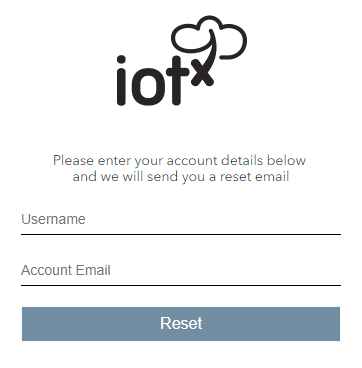 iotx
Please enter your account details below
and we will send you a reset email
Username
Account Email
Reset